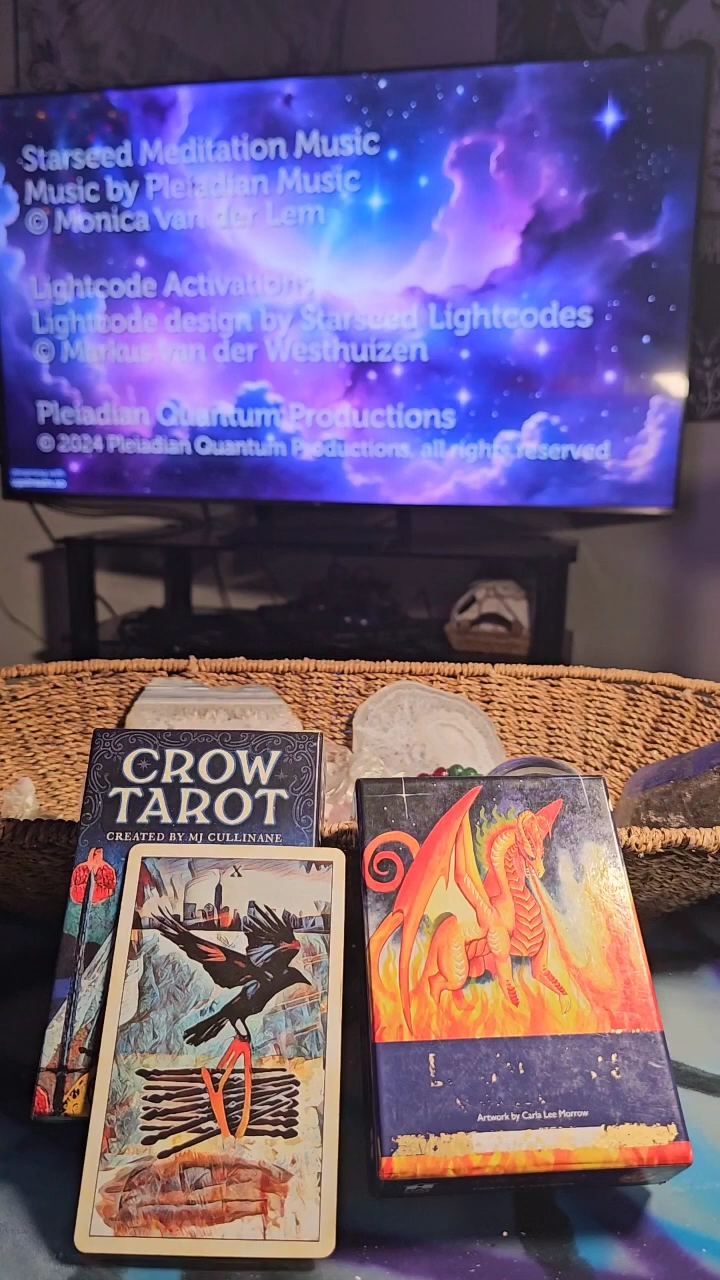 Starseed Meditation Music
Music by Pleiadian Music
© Monica van der Lem
Lightcode Activations
Lightcode design by Starseed Lightcodes
© Markus van der Westhuizen
Pleiadian Quantum Productions
© 2024 Pleiadian Quantum Productions, all rights reserved
CROW
TAROT
CREATED BY MJ CULLINANE
X
Artwork by Carla Lee Morrow